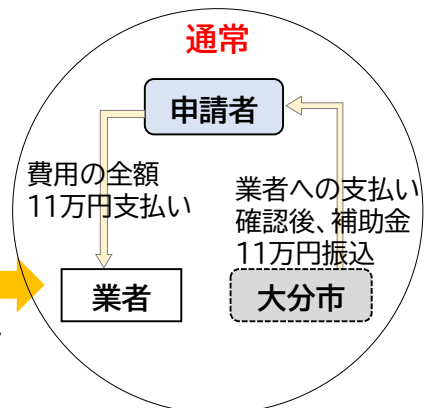 通常
申請者
費用の全額
11万円支払い
業者への支払い
確認後、補助金
11万円振込
業者
大分市